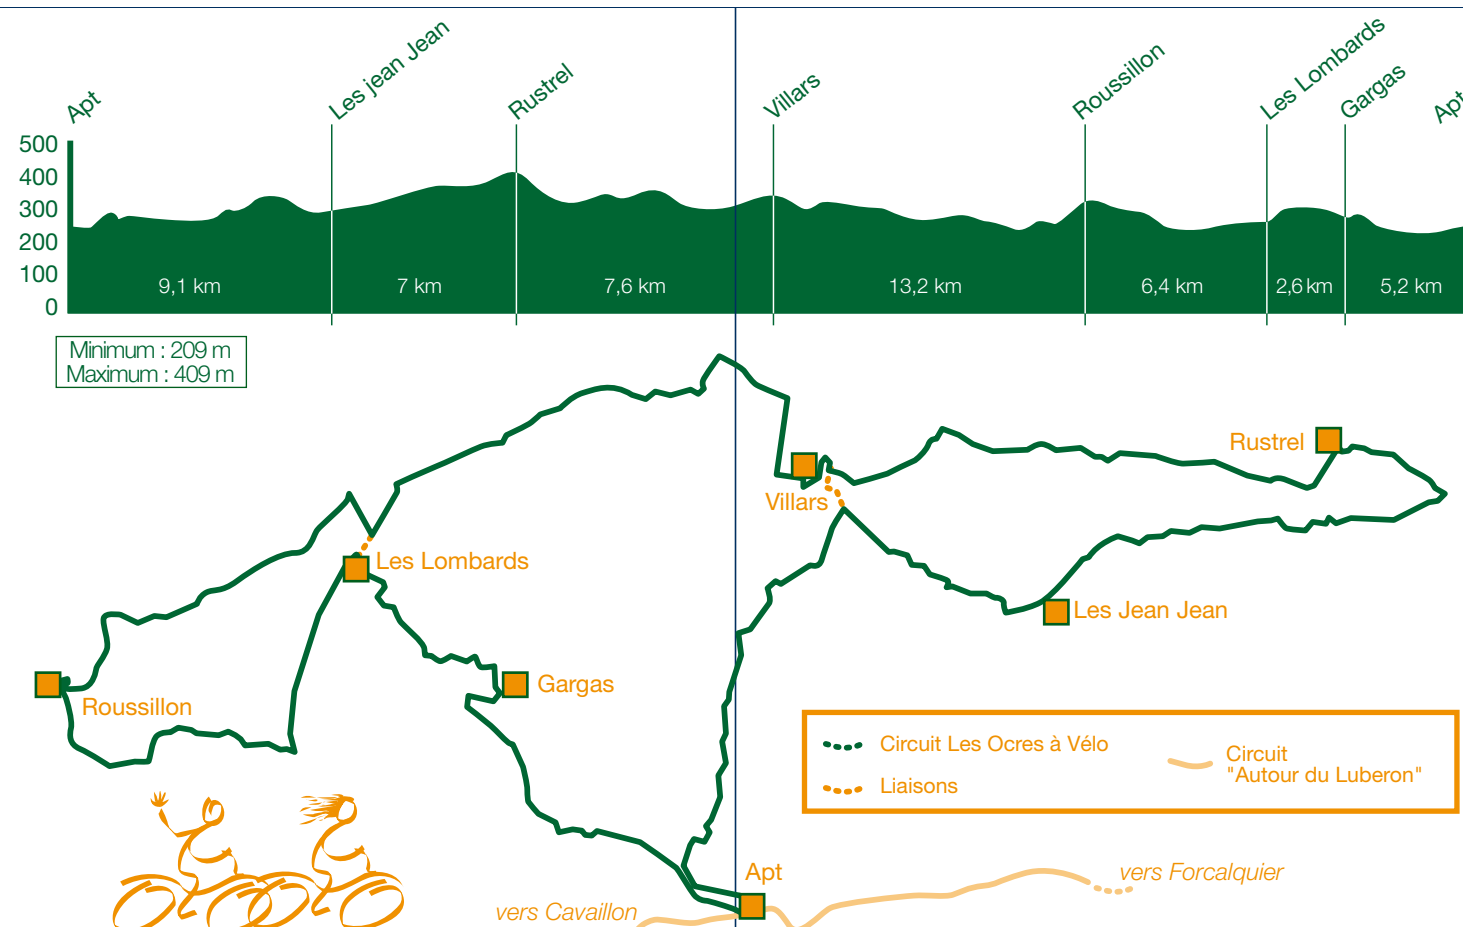 Apt
Les jean Jean
Rustrel
Villars
Roussillon
Les Lombards
Gargas
Apt
500
400
300
200
100
0
9,1 km
7 km
7,6 km
13,2 km
6,4 km
2,6 km
5,2 km
Minimum : 209 m
Maximum : 409 m
Rustrel
Villars
Les Lombards
Les Jean Jean
Gargas
Roussillon
Circuit Les Ocres à Vélo
Liaisons
Circuit
"Autour du Luberon"
Apt
vers Forcalquier
vers Cavaillon